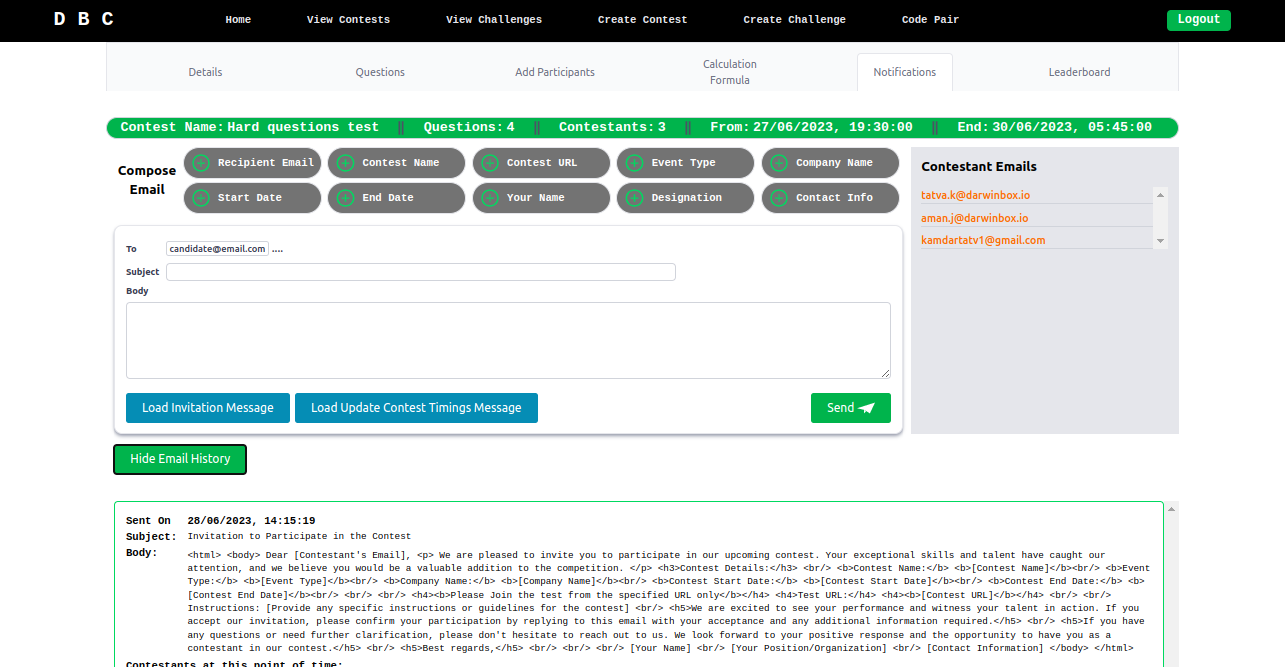 D B C
Home View Contests View Challenges Create Contest Create Challenge Code Pair Logout
Details Questions Add Participants Calculation Formula Notifications Leaderboard
Contest Name: Hard questions test || Questions: 4 || Contestants: 3 || From: 27/06/2023, 19:30:00 || End: 30/06/2023, 05:45:00
Compose Email
Recipient Email Contest Name Contest URL Event Type Company Name
Start Date End Date Your Name Designation Contact Info
Contestant Emails
tatva.k@darwinbox.io
aman.j@darwinbox.io
kamdartatv1@gmail.com
To candidate@email.com ....
Subject
Body
Load Invitation Message Load Update Contest Timings Message Send
Hide Email History
Sent On 28/06/2023, 14:15:19
Subject: Invitation to Participate in the Contest
Body: <html> <body> Dear [Contestant's Email], <p> We are pleased to invite you to participate in our upcoming contest. Your exceptional skills and talent have caught our
attention, and we believe you would be a valuable addition to the competition. </p> <h3>Contest Details:</h3> <br/> <b>Contest Name:</b> <b>[Contest Name]</b><br/> <b>Event
Type:</b> <b>[Event Type]</b><br/> <b>Company Name:</b> <b>[Company Name]</b><br/> <b>Contest Start Date:</b> <b>[Contest Start Date]</b><br/> <b>Contest End Date:</b> <b>
[Contest End Date]</b><br/> <br/> <br/> <h4><b>Please Join the test from the specified URL only</b></h4> <h4>Test URL:</h4> <h4><b>[Contest URL]</b></h4> <br/> <br/>
Instructions: [Provide any specific instructions or guidelines for the contest] <br/> <h5>We are excited to see your performance and witness your talent in action. If you
accept our invitation, please confirm your participation by replying to this email with your acceptance and any additional information required.</h5> <br/> <h5>If you have
any questions or need further clarification, please don't hesitate to reach out to us. We look forward to your positive response and the opportunity to have you as a
contestant in our contest.</h5> <br/> <h5>Best regards,</h5> <br/> <br/> <br/> [Your Name] <br/> [Your Position/Organization] <br/> [Contact Information] </body> </html>
Contestants at this point of time: